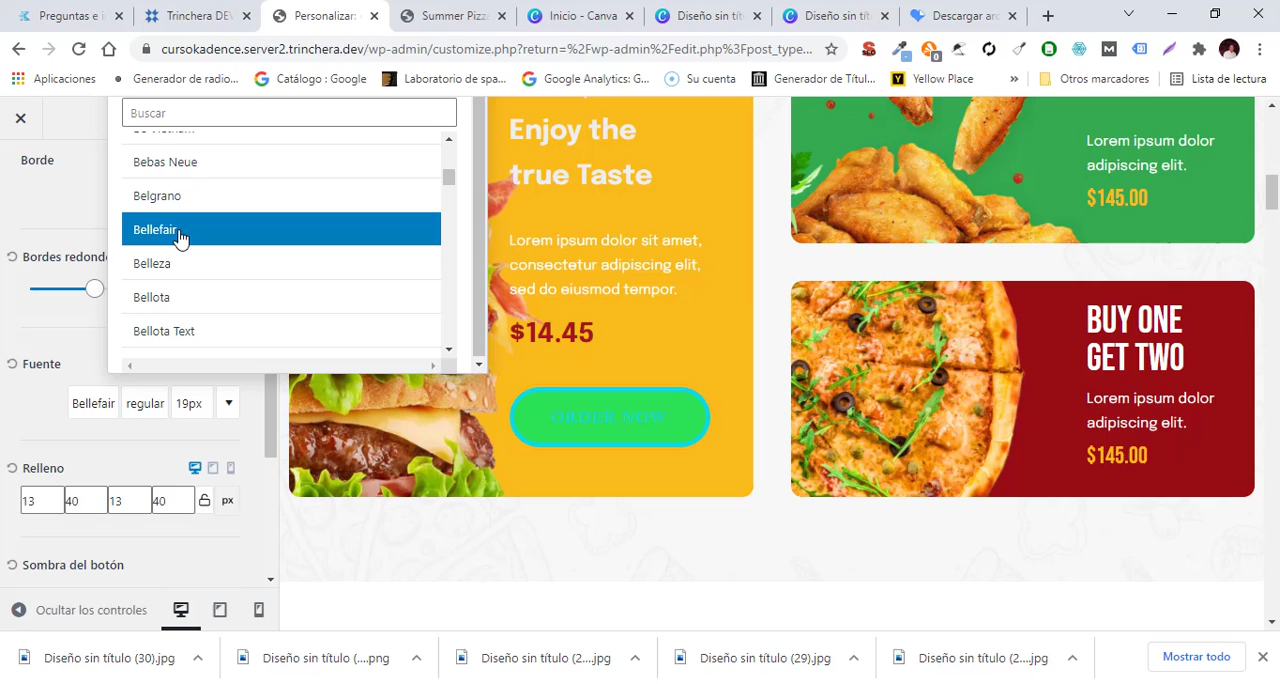 Preguntas e i
Trinchera DE
Personalizar:
Summer Pizz
Inicio - Canva
Diseño sin tít
Diseño sin tít
Descargar arc
cursokadence.server2.trinchera.dev/wp-admin/customize.php?return=%2Fwp-admin%2Fedit.php%3Fpost_type...
Aplicaciones
Generador de radio...
Catálogo : Google
Laboratorio de spa...
Google Analytics: G...
Su cuenta
Generador de Títul...
Yellow Place
»
Otros marcadores
Lista de lectura
Buscar
Borde
Bebas Neue
Belgrano
Bellefair
Bordes redonde
Belleza
Bellota
Bellota Text
Fuente
Bellefair regular 19px
Relleno
13 40 13 40 px
Sombra del botón
Ocultar los controles
Enjoy the
true Taste
Lorem ipsum dolor sit amet,
consectetur adipiscing elit,
sed do eiusmod tempor.
$14.45
ORDER NOW
Lorem ipsum dolor
adipiscing elit.
$145.00
BUY ONE
GET TWO
Lorem ipsum dolor
adipiscing elit.
$145.00
Diseño sin título (30).jpg
Diseño sin título (....png
Diseño sin título (2....jpg
Diseño sin título (29).jpg
Diseño sin título (2....jpg
Mostrar todo